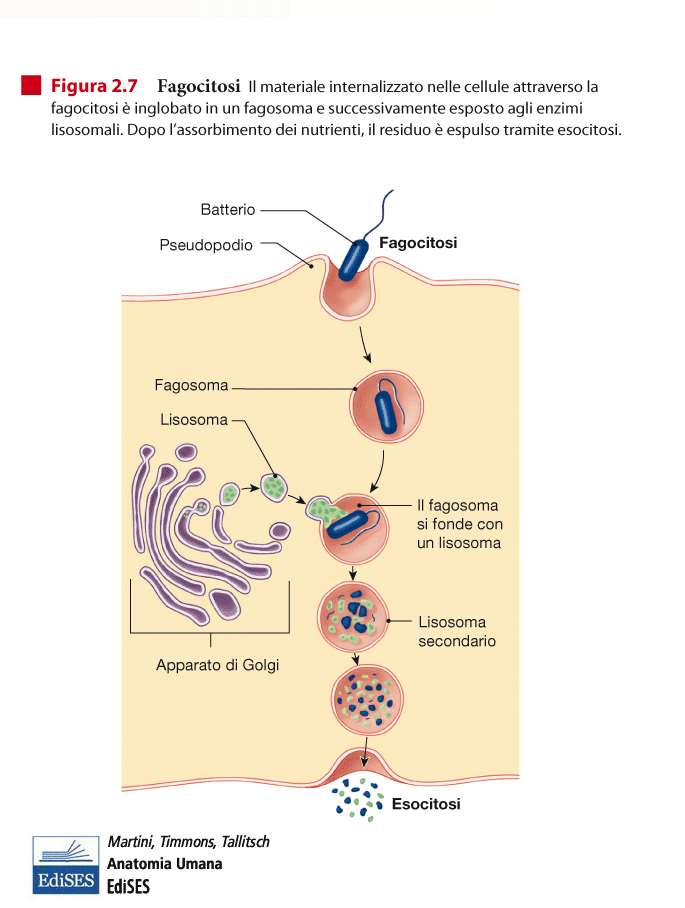 Figura 2.7 Fagocitosi Il materiale internalizzato nelle cellule attraverso la
fagocitosi è inglobato in un fagosoma e successivamente esposto agli enzimi
lisosomali. Dopo l'assorbimento dei nutrienti, il residuo è espulso tramite esocitosi.
Batterio
Fagocitosi
Pseudopodio
Fagosoma
Lisosoma
Il fagosoma
si fonde con
un lisosoma
Lisosoma
secondario
Apparato di Golgi
Esocitosi
Martini, Timmons, Tallitsch
Anatomia Umana
EdiSES
EdiSES